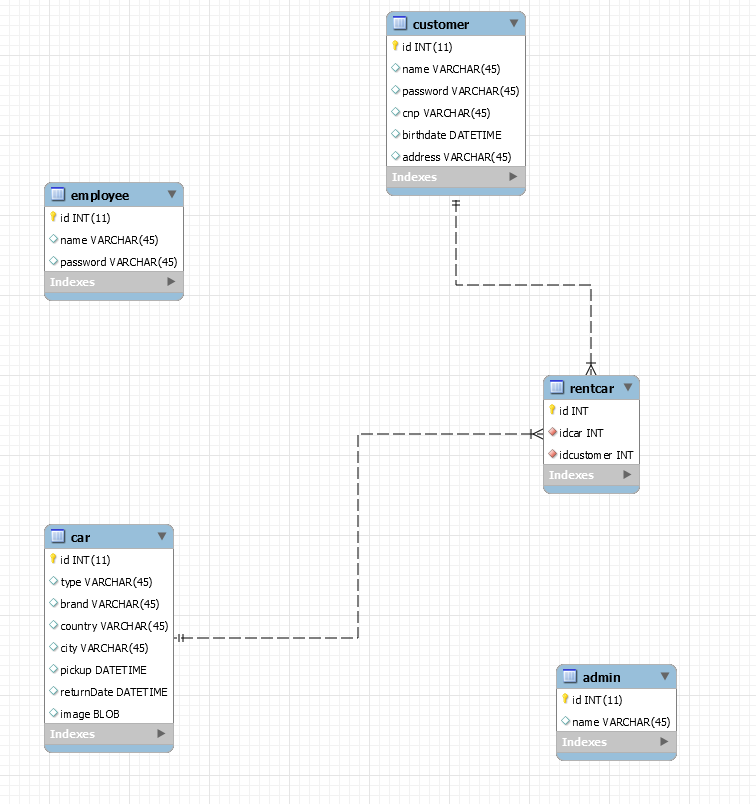 customer
id INT(11)
name VARCHAR(45)
password VARCHAR(45)
cnp VARCHAR(45)
birthdate DATETIME
address VARCHAR(45)
Indexes
employee
id INT(11)
name VARCHAR(45)
password VARCHAR(45)
Indexes
rentcar
id INT
idcar INT
idcustomer INT
Indexes
car
id INT(11)
type VARCHAR(45)
brand VARCHAR(45)
country VARCHAR(45)
city VARCHAR(45)
pickup DATETIME
returnDate DATETIME
image BLOB
Indexes
admin
id INT(11)
name VARCHAR(45)
Indexes